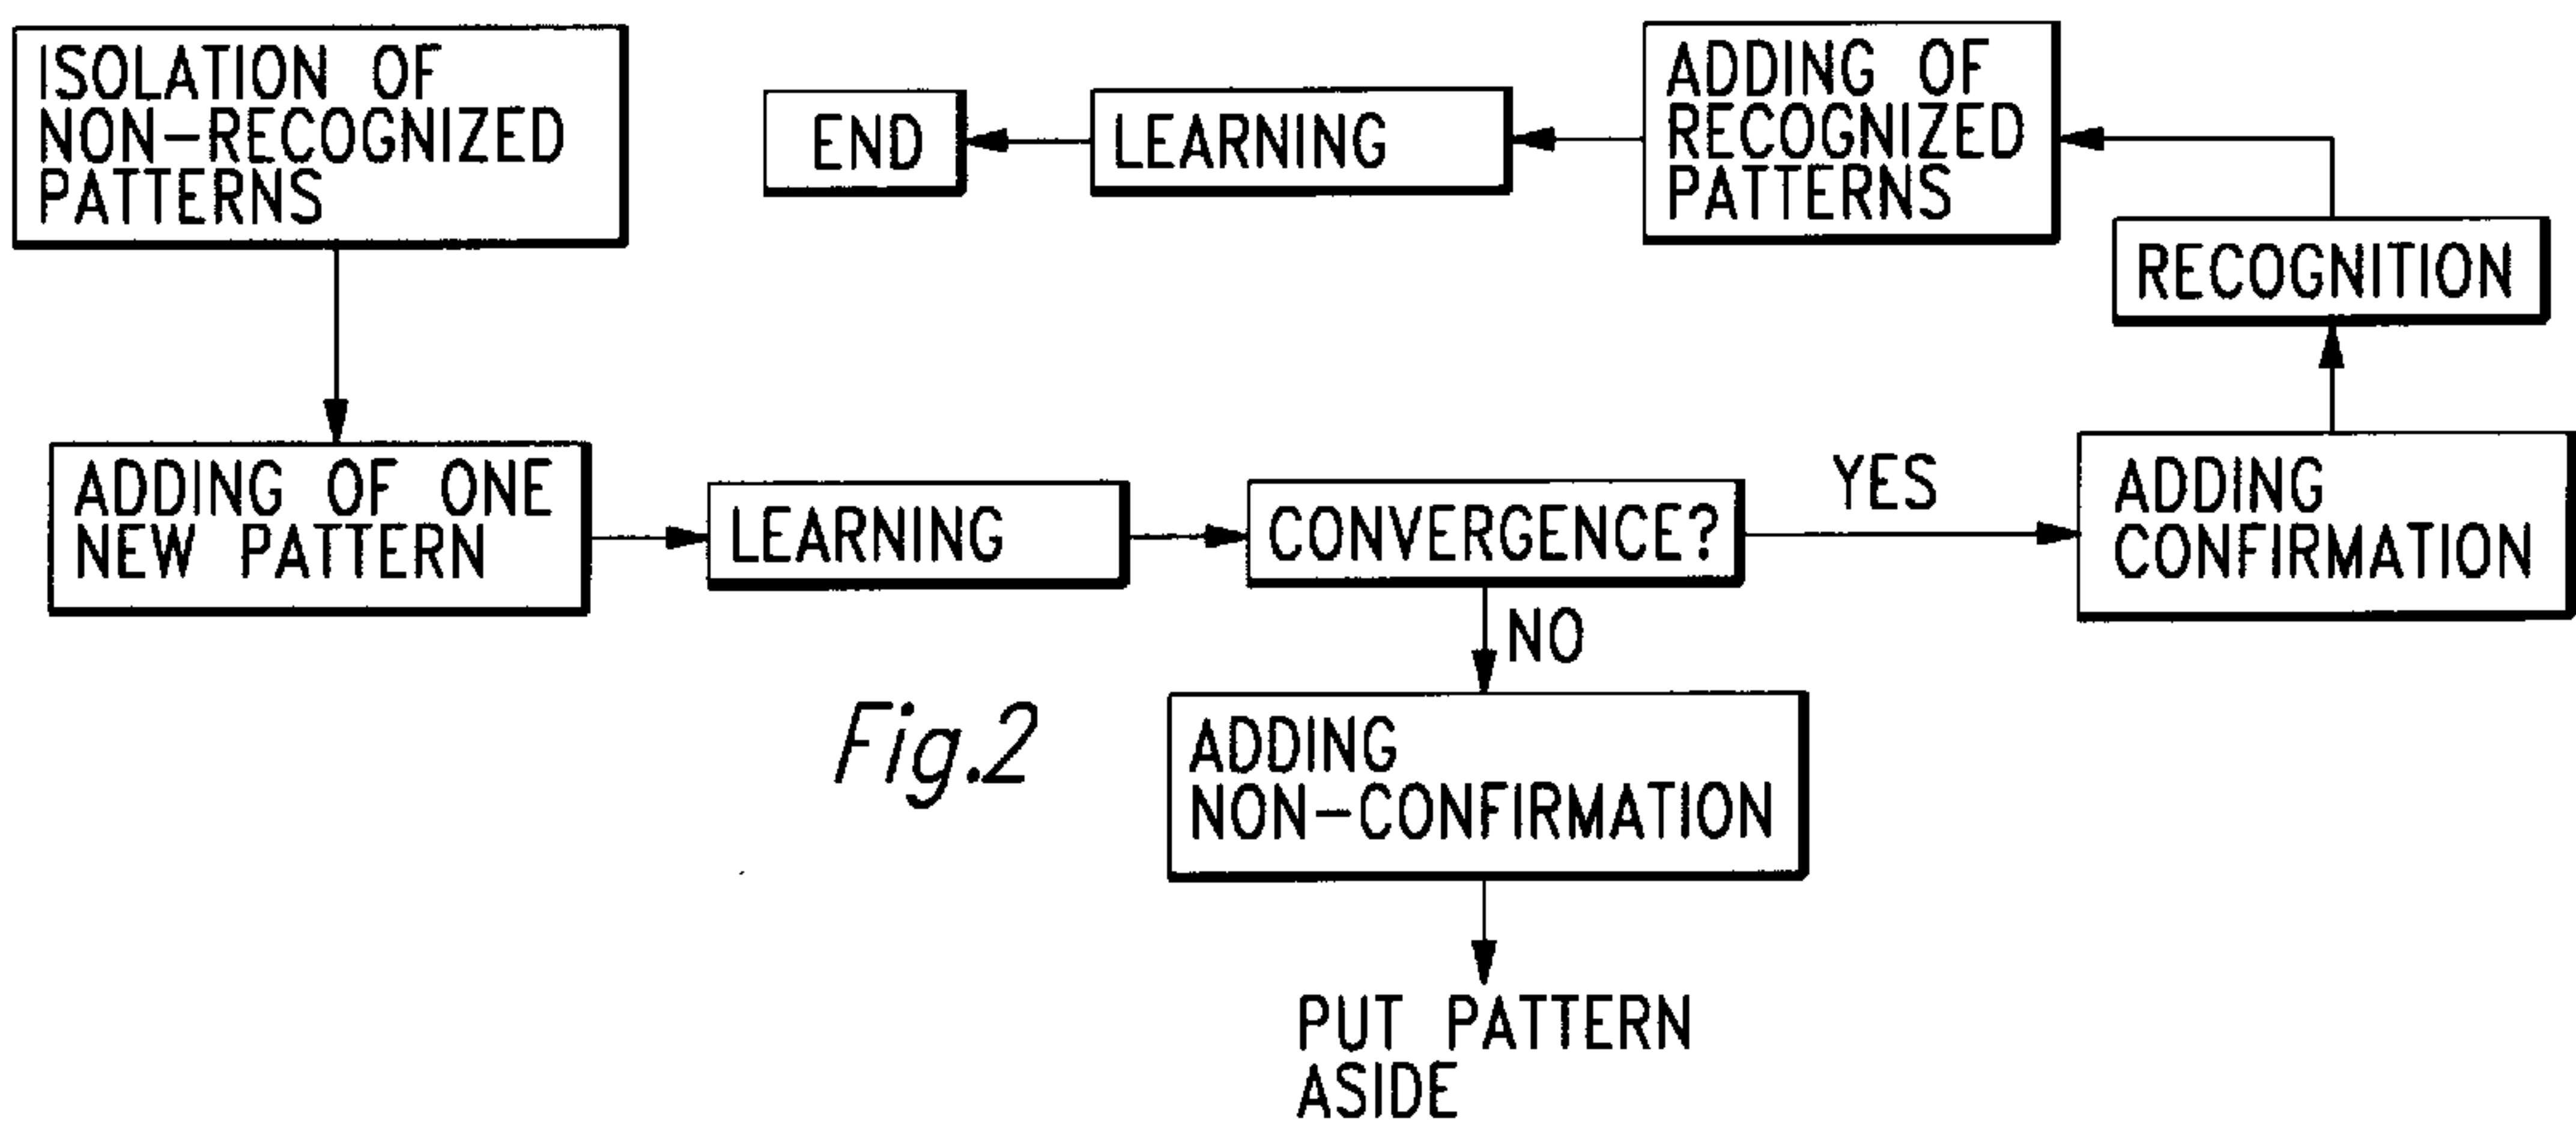 ISOLATION OF
NON-RECOGNIZED
PATTERNS
END
LEARNING
ADDING OF
RECOGNIZED
PATTERNS
RECOGNITION
ADDING OF ONE
NEW PATTERN
LEARNING
CONVERGENCE?
YES
ADDING
CONFIRMATION
NO
ADDING
NON-CONFIRMATION
Fig.2
PUT PATTERN
ASIDE